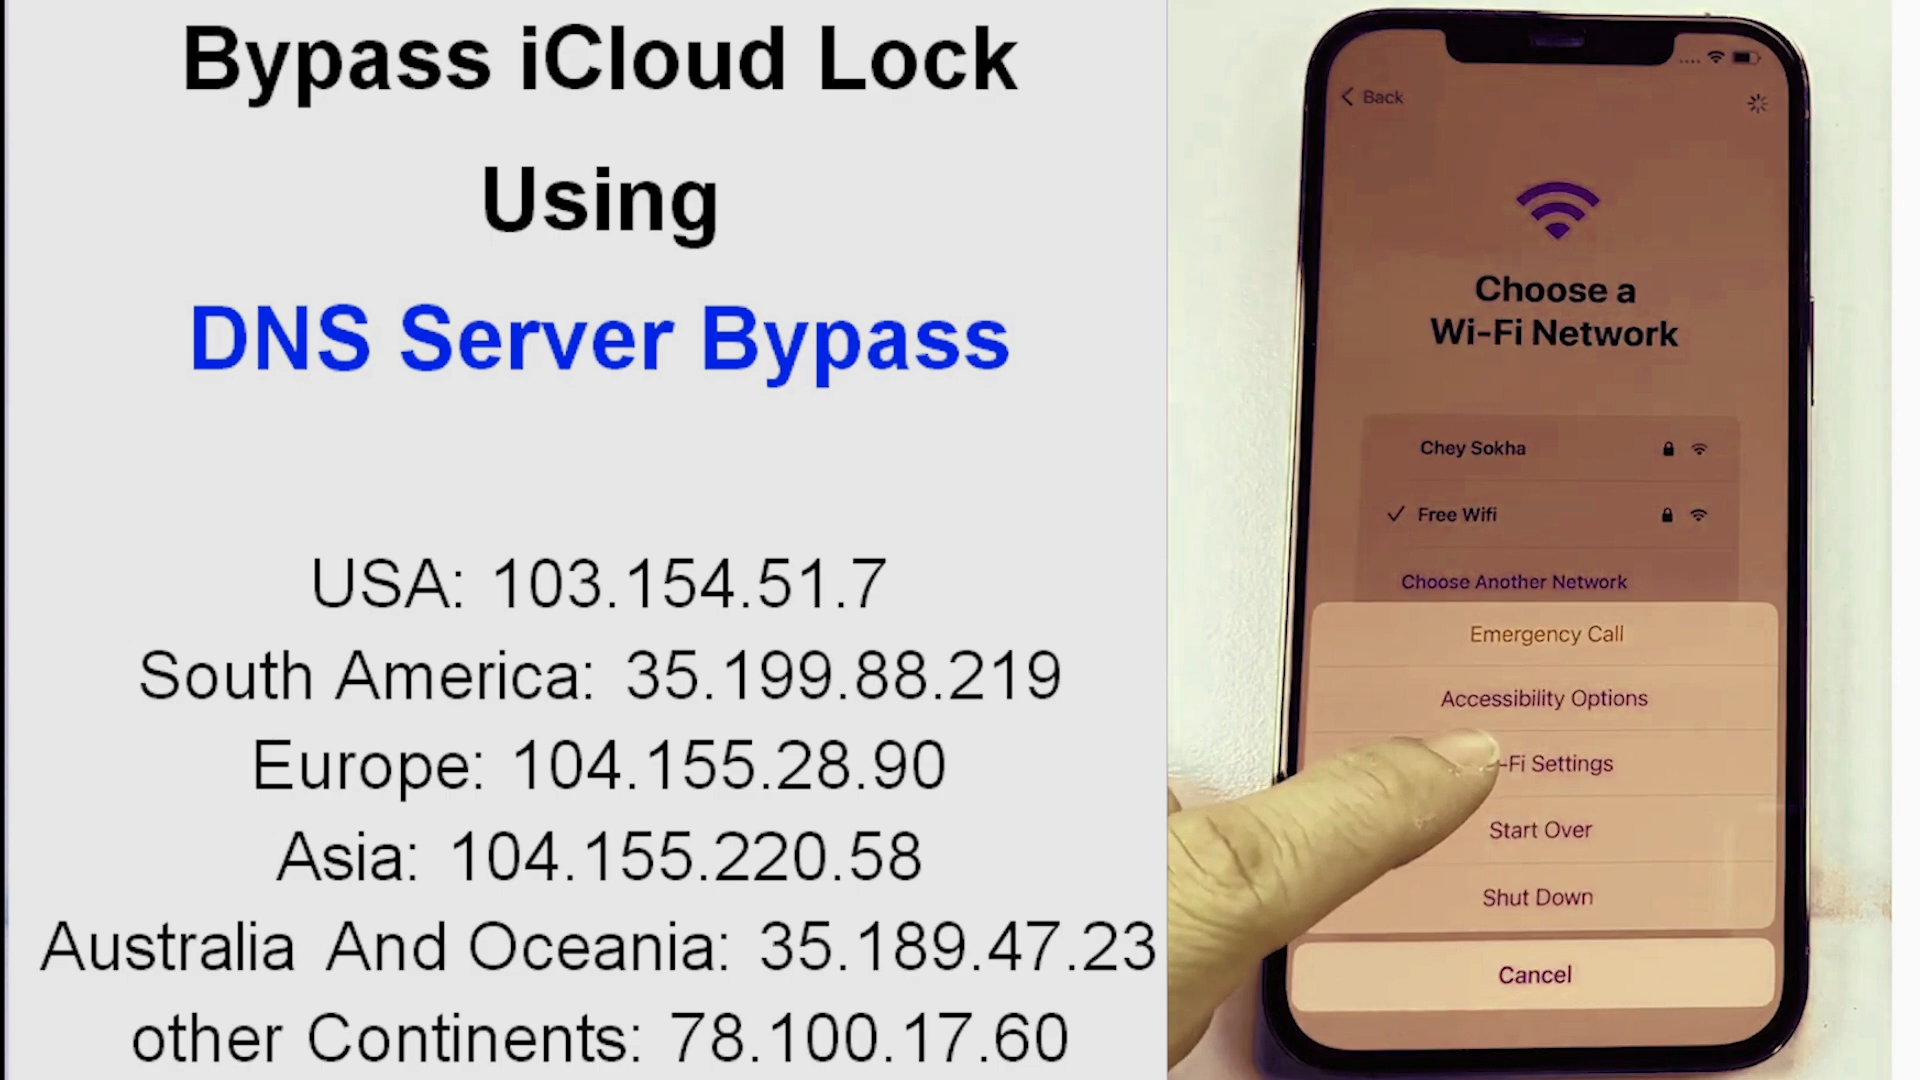 Bypass iCloud Lock
Using
DNS Server Bypass
USA: 103.154.51.7
South America: 35.199.88.219
Europe: 104.155.28.90
Asia: 104.155.220.58
Australia And Oceania: 35.189.47.23
other Continents: 78.100.17.60
Back
Choose a
Wi-Fi Network
Chey Sokha
Free Wifi
Choose Another Network
Emergency Call
Accessibility Options
-Fi Settings
Start Over
Shut Down
Cancel